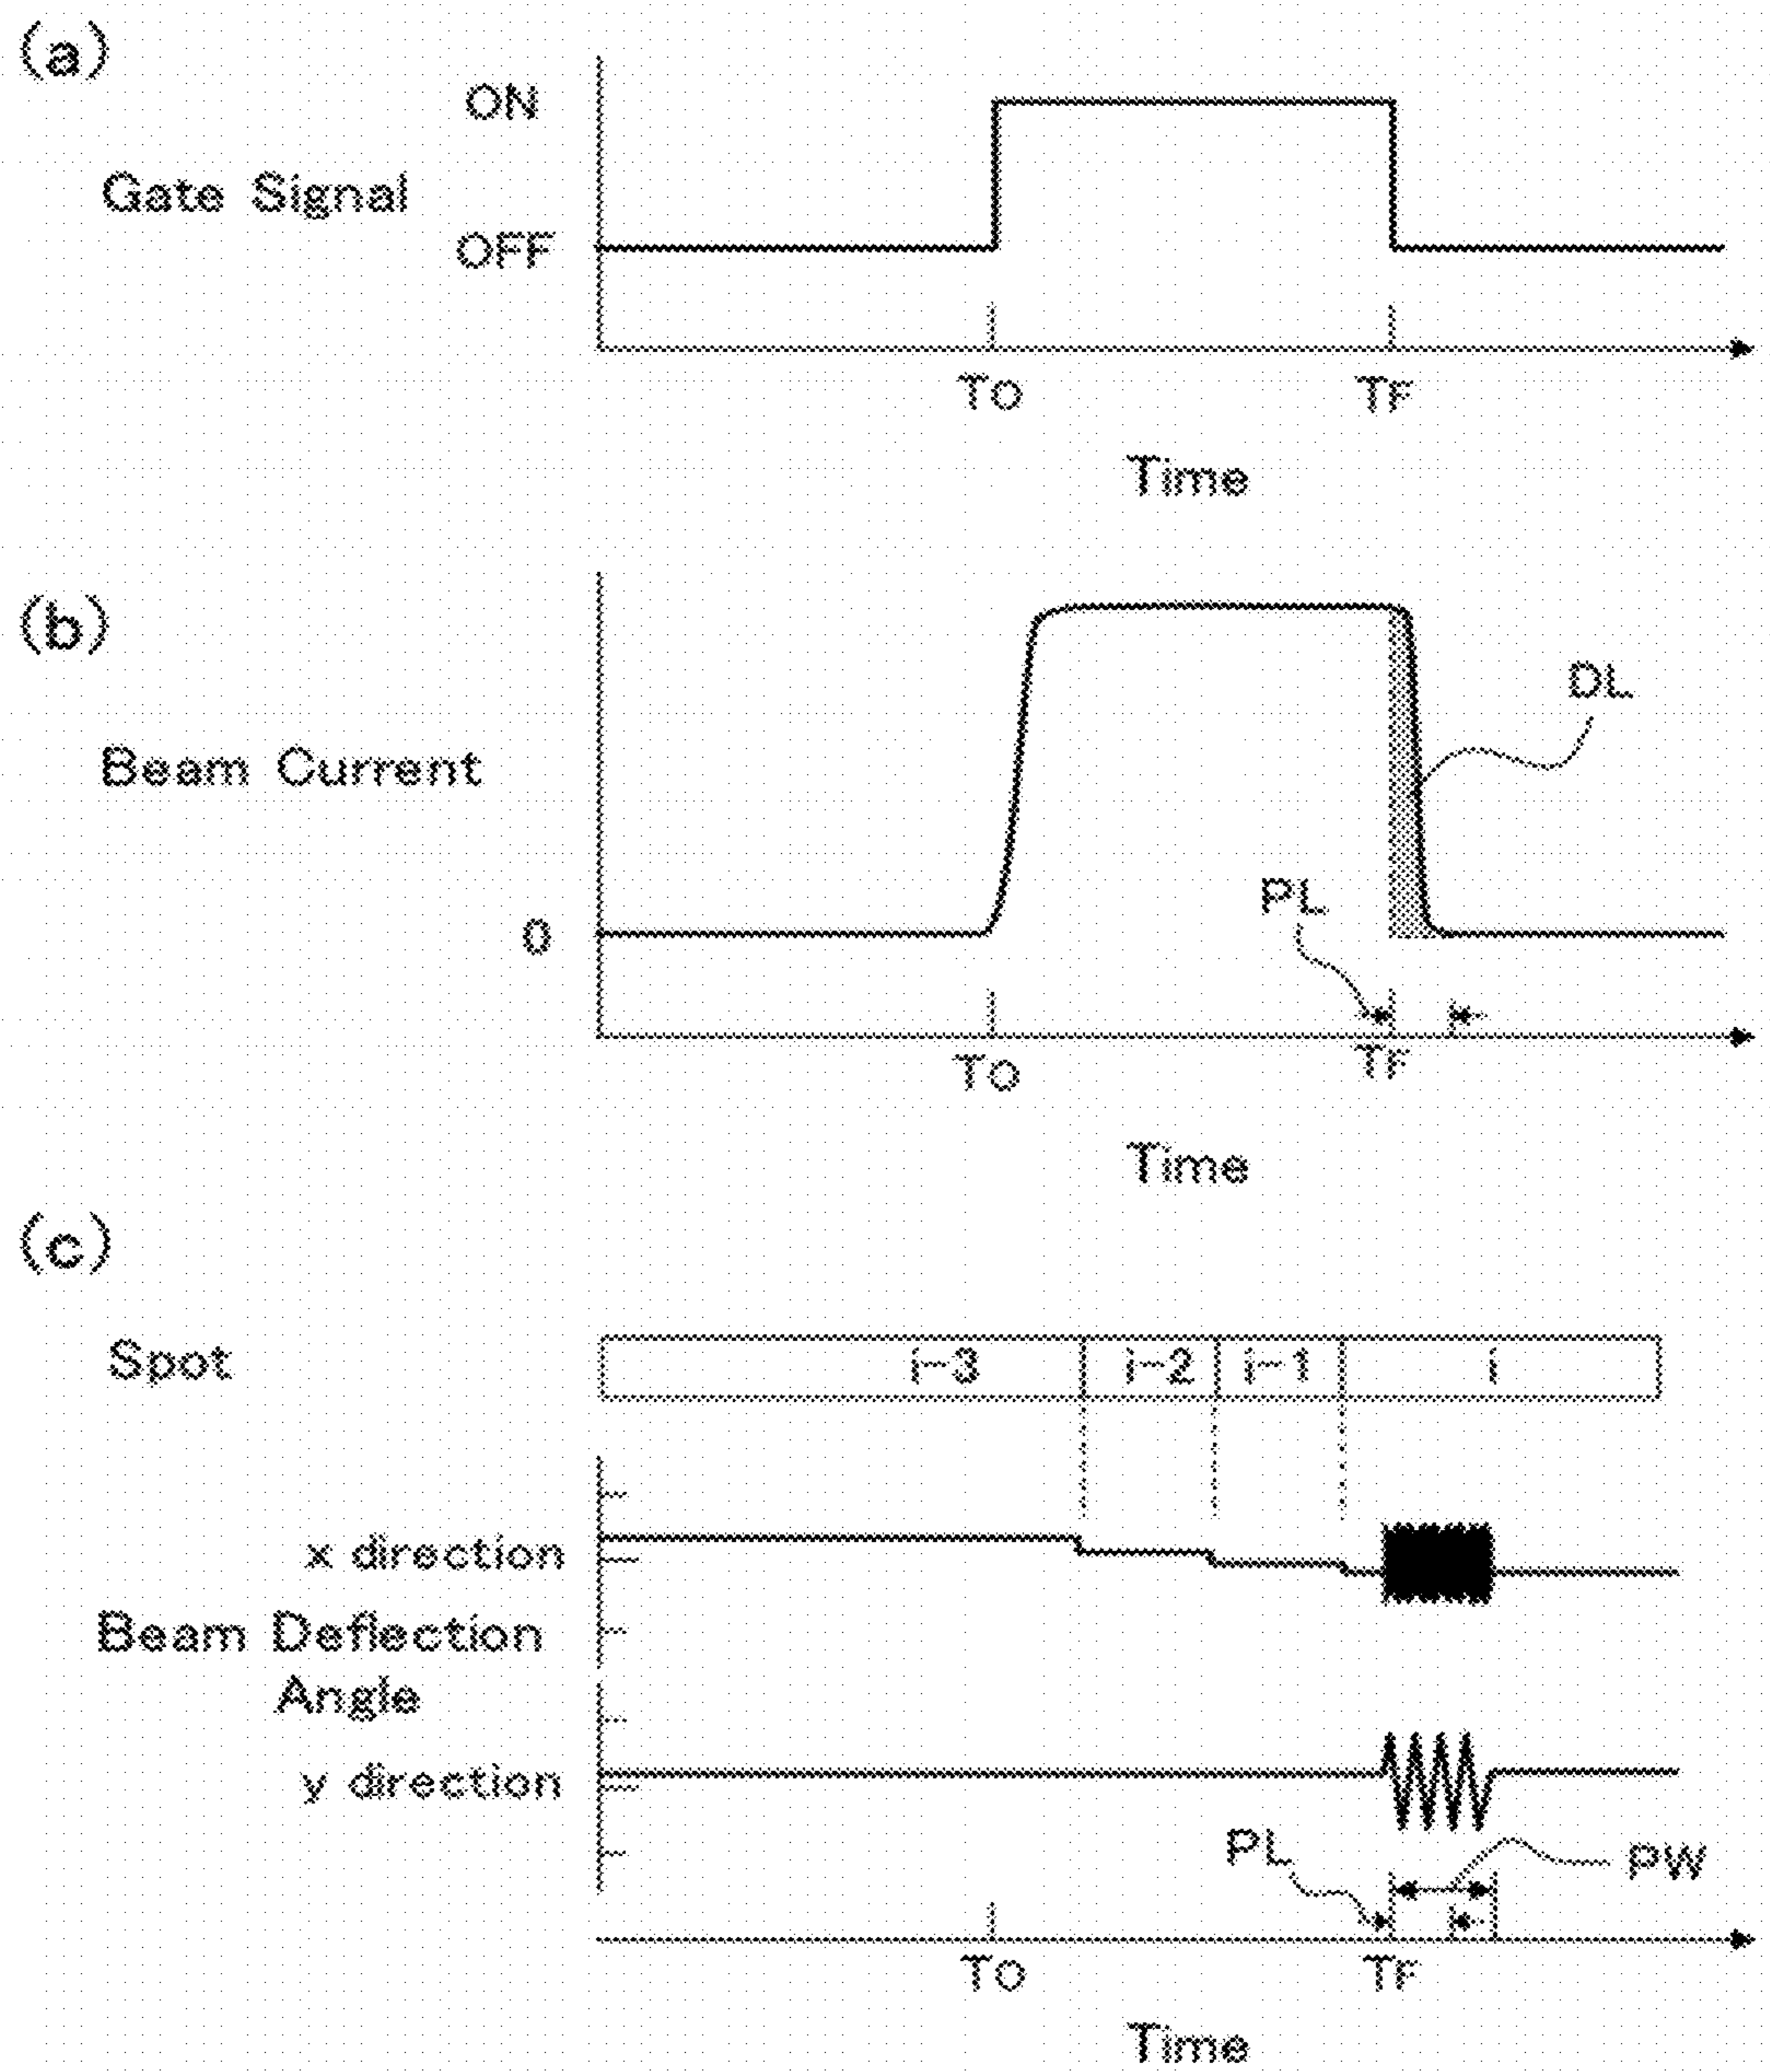 (a)
ON
Gate Signal
OFF
TO TF
Time
(b)
DL
Beam Current
PL
0
TO TF
Time
(c)
Spot i-3 i-2 i-1 i
x direction
Beam Deflection
Angle
y direction
PL PW
TO TF
Time